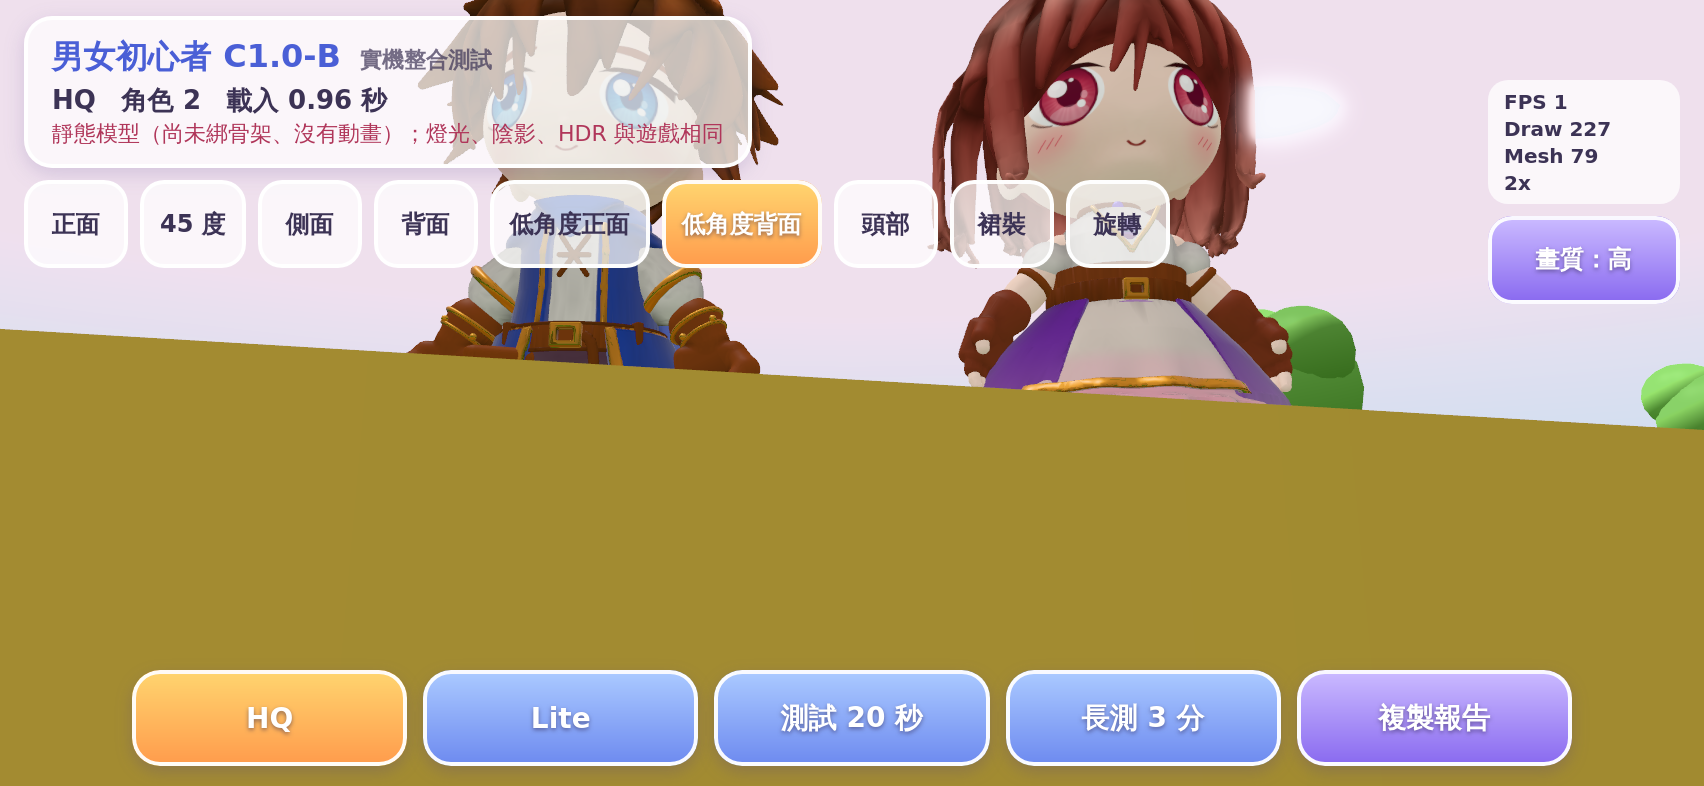 男女初心者 C1.0-B 實機整合測試
HQ 角色 2 載入 0.96 秒
靜態模型（尚未綁骨架、沒有動畫）；燈光、陰影、HDR 與遊戲相同
FPS 1
Draw 227
Mesh 79
2x
正面 45 度 側面 背面 低角度正面 低角度背面 頭部 裙裝 旋轉
畫質：高
HQ Lite 測試 20 秒 長測 3 分 複製報告